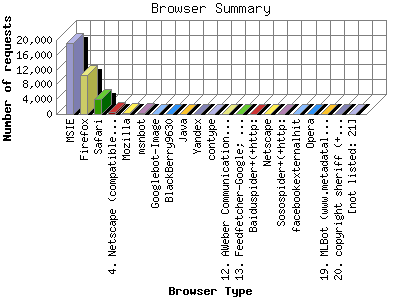 Browser Summary
Number of requests
20,000
16,000
12,000
8,000
4,000
0
MSIE
Firefox
Safari
4. Netscape (compatible...
Mozilla
msnbot
Googlebot-Image
BlackBerry9630
Java
Yandex
contype
12. AWeber Communication...
13. Feedfetcher-Google; ...
Baiduspider+(+http:
Netscape
Sosospider+(+http:
facebookexternalhit
Opera
19. MLBot (www.metadatal...
20. copyright sheriff (+...
[not listed: 21]
Browser Type